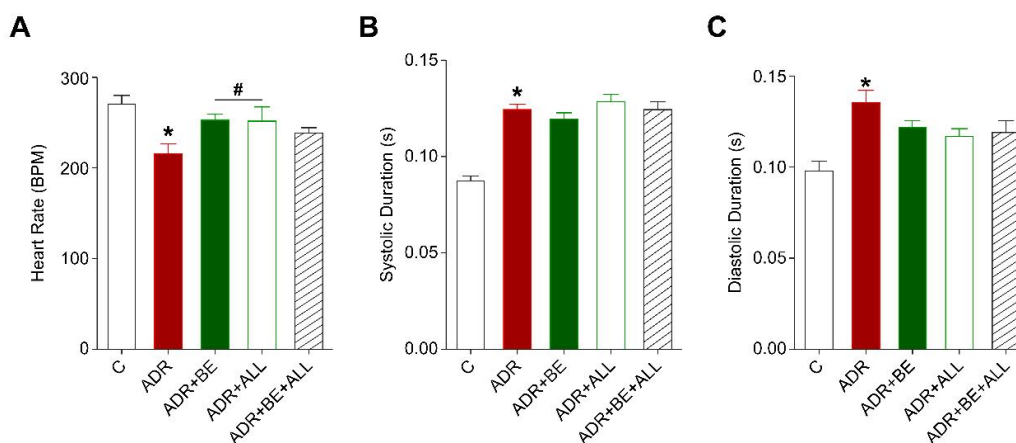 A
Heart Rate (BPM)
300
200
100
0
#
*
C
ADR
ADR+BE
ADR+ALL
ADR+BE+ALL
B
Systolic Duration (s)
0.15
0.10
0.05
0.00
*
C
ADR
ADR+BE
ADR+ALL
ADR+BE+ALL
C
Diastolic Duration (s)
0.15
0.10
0.05
0.00
*
C
ADR
ADR+BE
ADR+ALL
ADR+BE+ALL